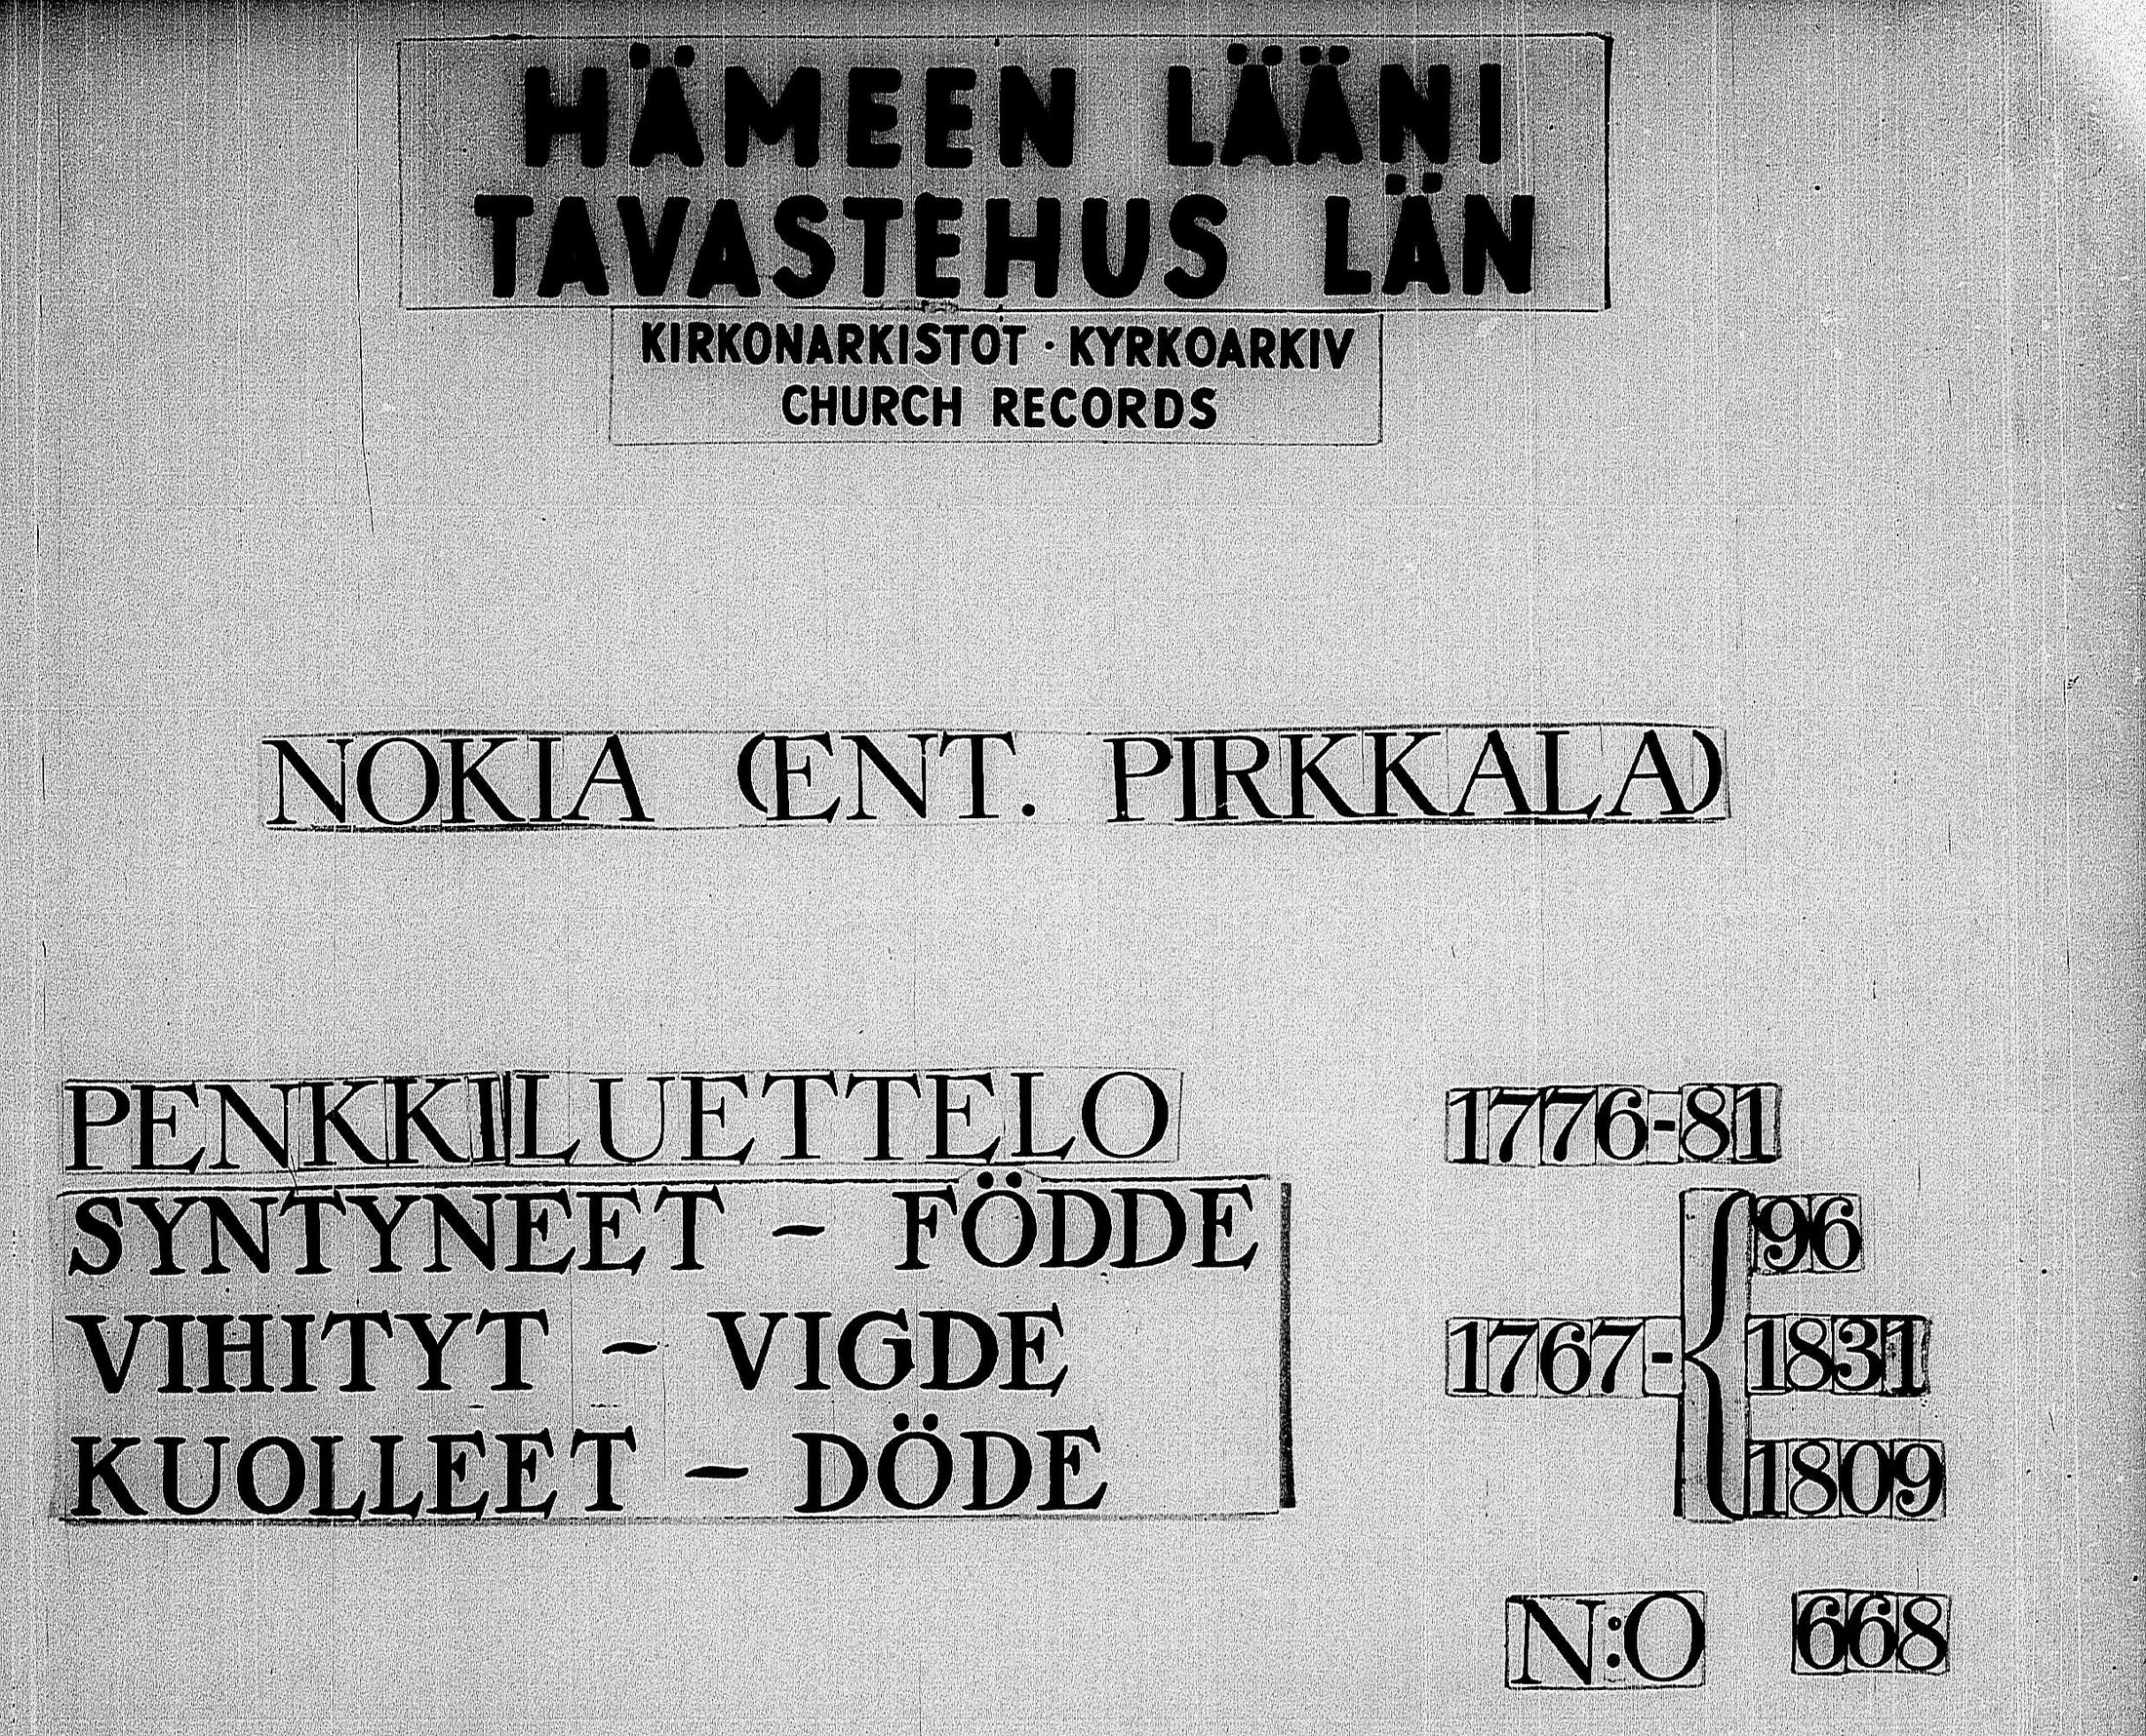 HÄMEEN LÄÄNI
TAVASTEHUS LÄN
KIRKONARKISTOT · KYRKOARKIV
CHURCH RECORDS
NOKIA (ENT. PIRKKALA)
PENKKILUETTELO 1776-81
SYNTYNEET - FÖDDE 96
VIHITYT - VIGDE 1767-{1831
KUOLLEET - DÖDE 1809
N:O 668